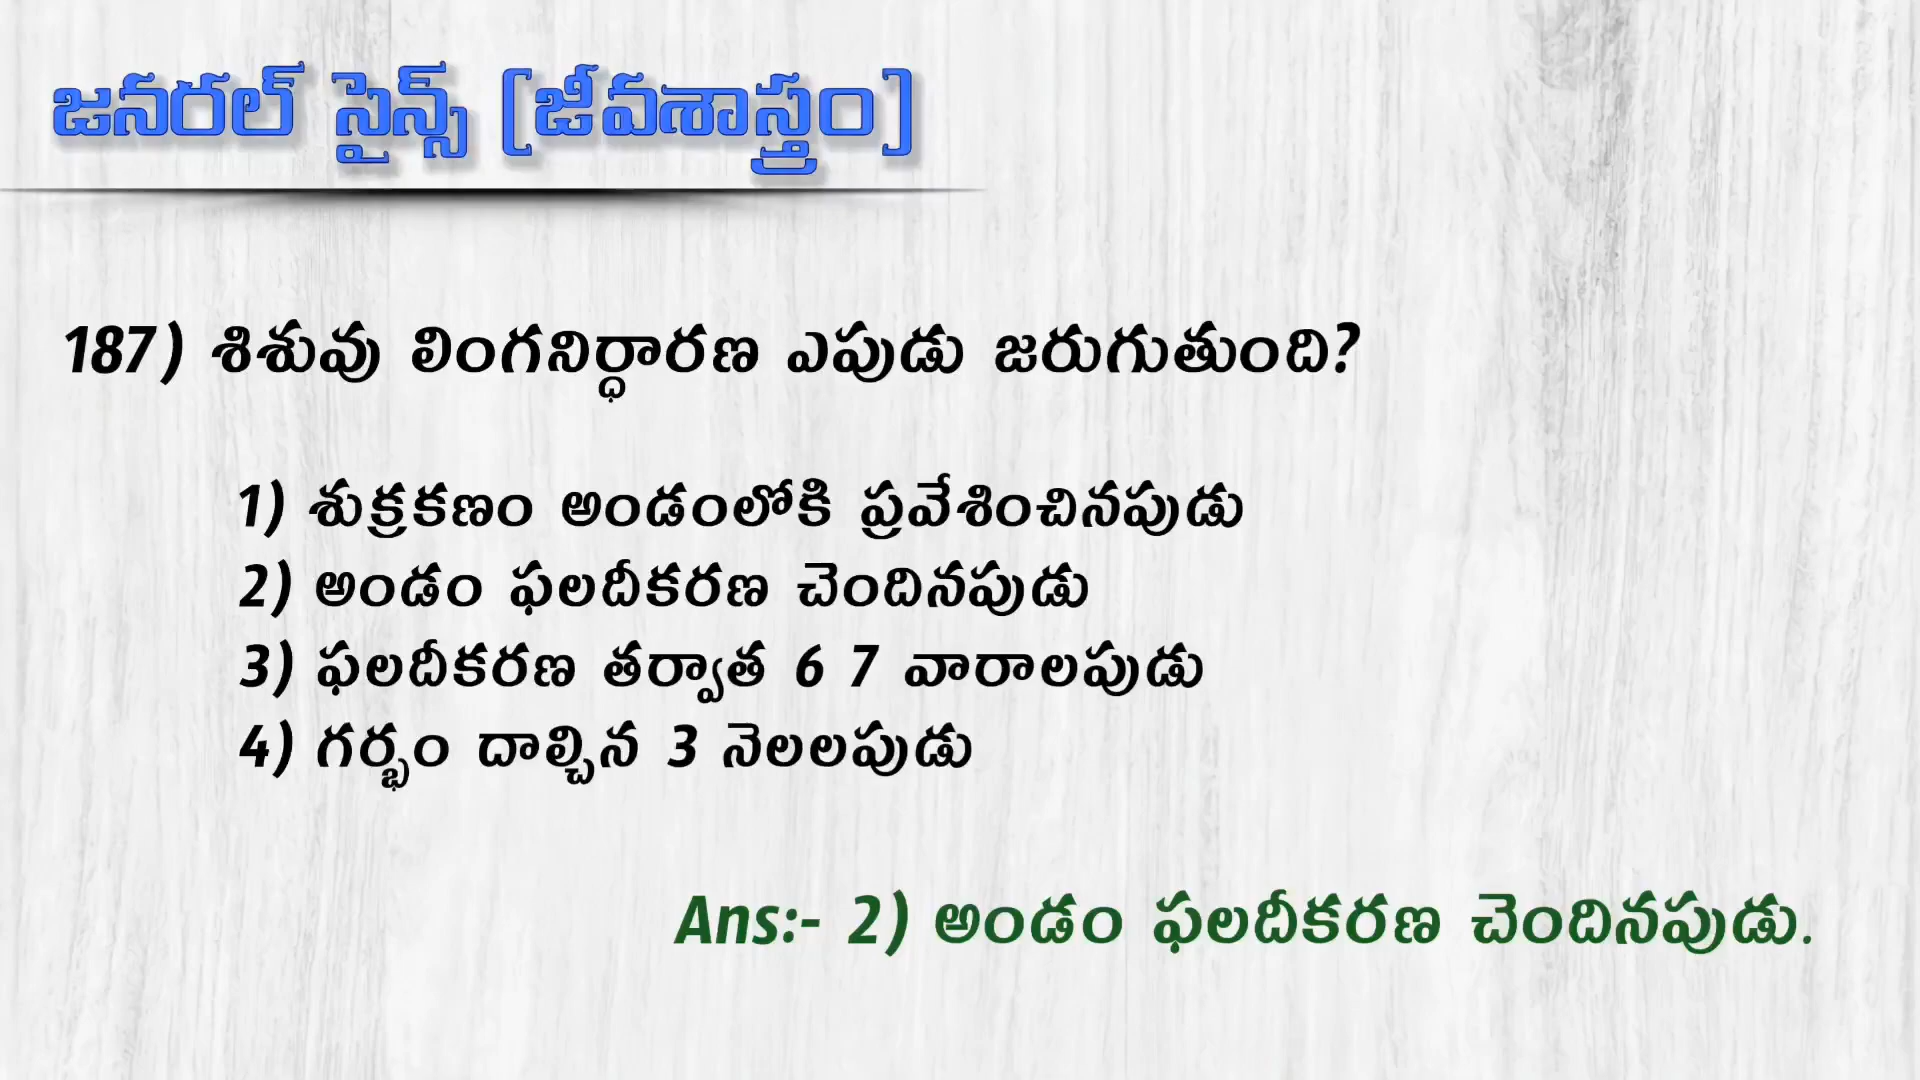 జనరల్ సైన్స్ [జీవశాస్త్రం]
187) శిశువు లింగనిర్ధారణ ఎపుడు జరుగుతుంది?
1) శుక్రకణం అండంలోకి ప్రవేశించినపుడు
2) అండం ఫలదీకరణ చెందినపుడు
3) ఫలదీకరణ తర్వాత 6 7 వారాలపుడు
4) గర్భం దాల్చిన 3 నెలలపుడు
Ans:- 2) అండం ఫలదీకరణ చెందినపుడు.